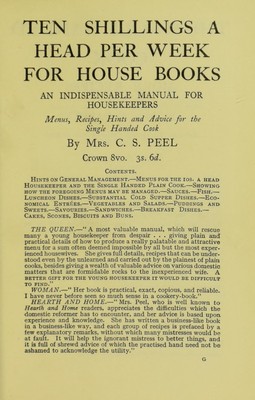 TEN SHILLINGS A
HEAD PER WEEK
FOR HOUSE BOOKS
AN INDISPENSABLE MANUAL FOR
HOUSEKEEPERS
Menus, Recipes, Hints and Advice for the
Single Handed Cook
By MRS. C. S. PEEL
Crown 8vo. 3s. 6d.
CONTENTS.
HINTS ON GENERAL MANAGEMENT.—MENUS FOR THE 10s. A HEAD
HOUSEKEEPER AND THE SINGLE HANDED PLAIN COOK.—SHOWING
HOW THE FOREGOING MENUS MAY BE MANAGED.—SAUCES.—FISH.—
LUNCHEON DISHES.—SUBSTANTIAL COLD SUPPER DISHES.—ECO-
NOMICAL ENTRÉES.—VEGETABLES AND SALADS.—PUDDINGS AND
SWEETS.—SAVOURIES.—SANDWICHES.—BREAKFAST DISHES.—
CAKES, SCONES, BISCUITS AND BUNS.
THE QUEEN.—" A most valuable manual, which will rescue
many a young housekeeper from despair . . . giving plain and
practical details of how to produce a really palatable and attractive
menu for a sum often deemed impossible by all but the most exper-
ienced housewives. She gives full details, recipes that can be under-
stood even by the unlearned and carried out by the plainest of plain
cooks, besides giving a wealth of valuable advice on various domestic
matters that are formidable rocks to the inexperienced wife. A
BETTER GIFT FOR THE YOUNG HOUSEKEEPER IT WOULD BE DIFFICULT
TO FIND."
WOMAN.—" Her book is practical, exact, copious, and reliable.
I have never before seen so much sense in a cookery-book."
HEARTH AND HOME.—" Mrs. Peel, who is well known to
Hearth and Home readers, appreciates the difficulties which the
domestic reformer has to encounter, and her advice is based upon
experience and knowledge. She has written a business-like book
in a business-like way, and each group of recipes is prefaced by a
few explanatory remarks, without which many mistresses would be
at fault. It will help the ignorant mistress to better things, and
it is full of shrewd advice of which the practised hand need not be
ashamed to acknowledge the utility."
G